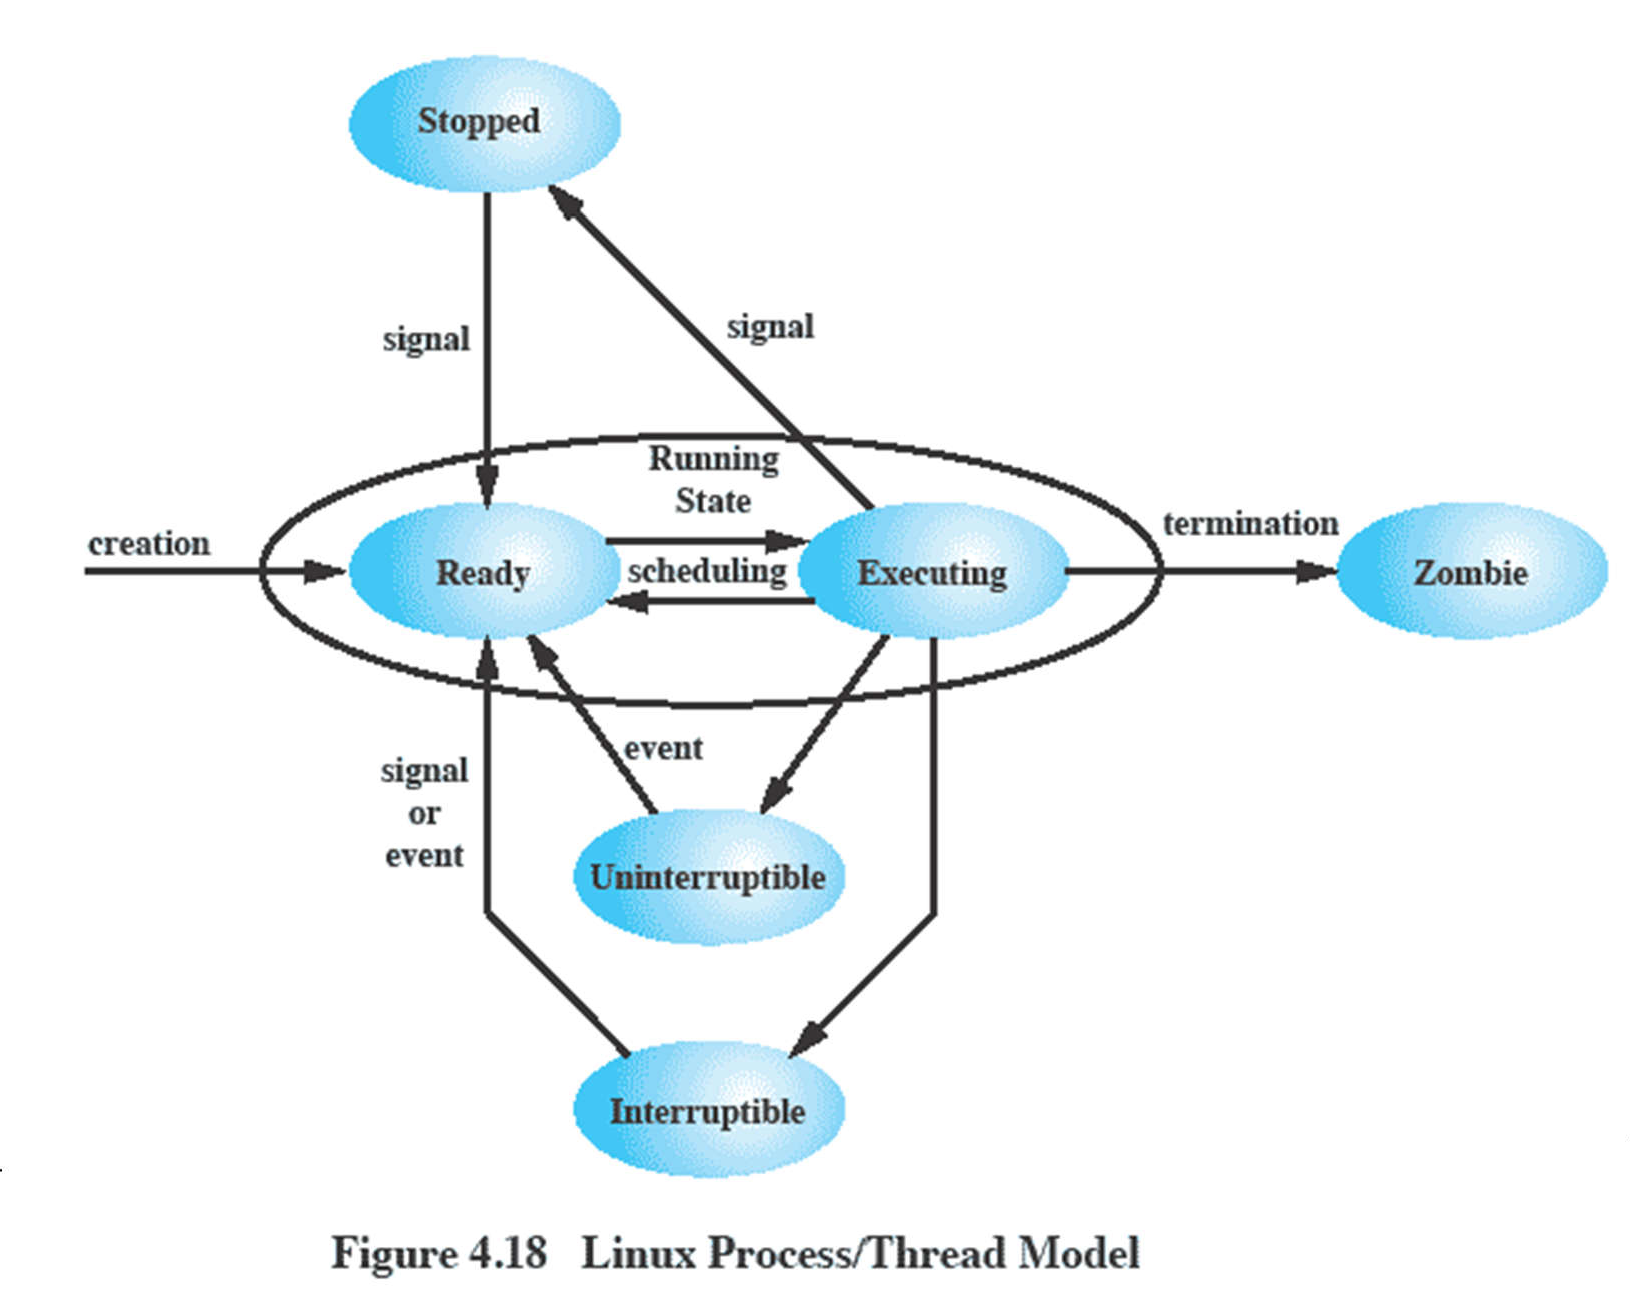 Stopped
signal
signal
Running
State
creation
termination
Ready
scheduling
Executing
Zombie
event
signal
or
event
Uninterruptible
Interruptible
Figure 4.18 Linux Process/Thread Model